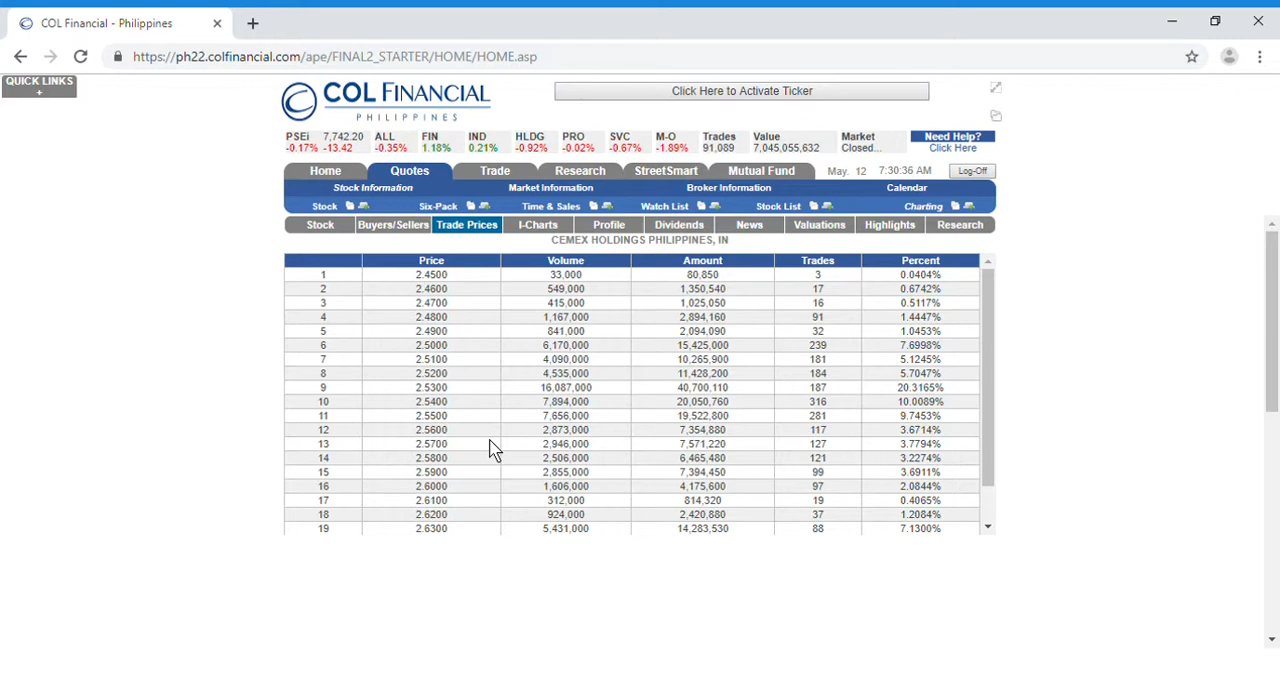 COL Financial - Philippines
https://ph22.colfinancial.com/ape/FINAL2_STARTER/HOME/HOME.asp
QUICK LINKS
+
COL FINANCIAL
PHILIPPINES
Click Here to Activate Ticker
PSEi 7,742.20 ALL FIN IND HLDG PRO SVC M-O Trades Value Market Need Help?
-0.17% -13.42 -0.35% 1.18% 0.21% -0.92% -0.02% -0.67% -1.89% 91,089 7,045,055,632 Closed... Click Here
Home Quotes Trade Research StreetSmart Mutual Fund May. 12 7:30:36 AM Log-Off
Stock Information Market Information Broker Information Calendar
Stock Six-Pack Time & Sales Watch List Stock List Charting
Stock Buyers/Sellers Trade Prices I-Charts Profile Dividends News Valuations Highlights Research
CEMEX HOLDINGS PHILIPPINES, IN
Price Volume Amount Trades Percent
1 2.4500 33,000 80,850 3 0.0404%
2 2.4600 549,000 1,350,540 17 0.6742%
3 2.4700 415,000 1,025,050 16 0.5117%
4 2.4800 1,167,000 2,894,160 91 1.4447%
5 2.4900 841,000 2,094,090 32 1.0453%
6 2.5000 6,170,000 15,425,000 239 7.6998%
7 2.5100 4,090,000 10,265,900 181 5.1245%
8 2.5200 4,535,000 11,428,200 184 5.7047%
9 2.5300 16,087,000 40,700,110 187 20.3165%
10 2.5400 7,894,000 20,050,760 316 10.0089%
11 2.5500 7,656,000 19,522,800 281 9.7453%
12 2.5600 2,873,000 7,354,880 117 3.6714%
13 2.5700 2,946,000 7,571,220 127 3.7794%
14 2.5800 2,506,000 6,465,480 121 3.2274%
15 2.5900 2,855,000 7,394,450 99 3.6911%
16 2.6000 1,606,000 4,175,600 97 2.0844%
17 2.6100 312,000 814,320 19 0.4065%
18 2.6200 924,000 2,420,880 37 1.2084%
19 2.6300 5,431,000 14,283,530 88 7.1300%